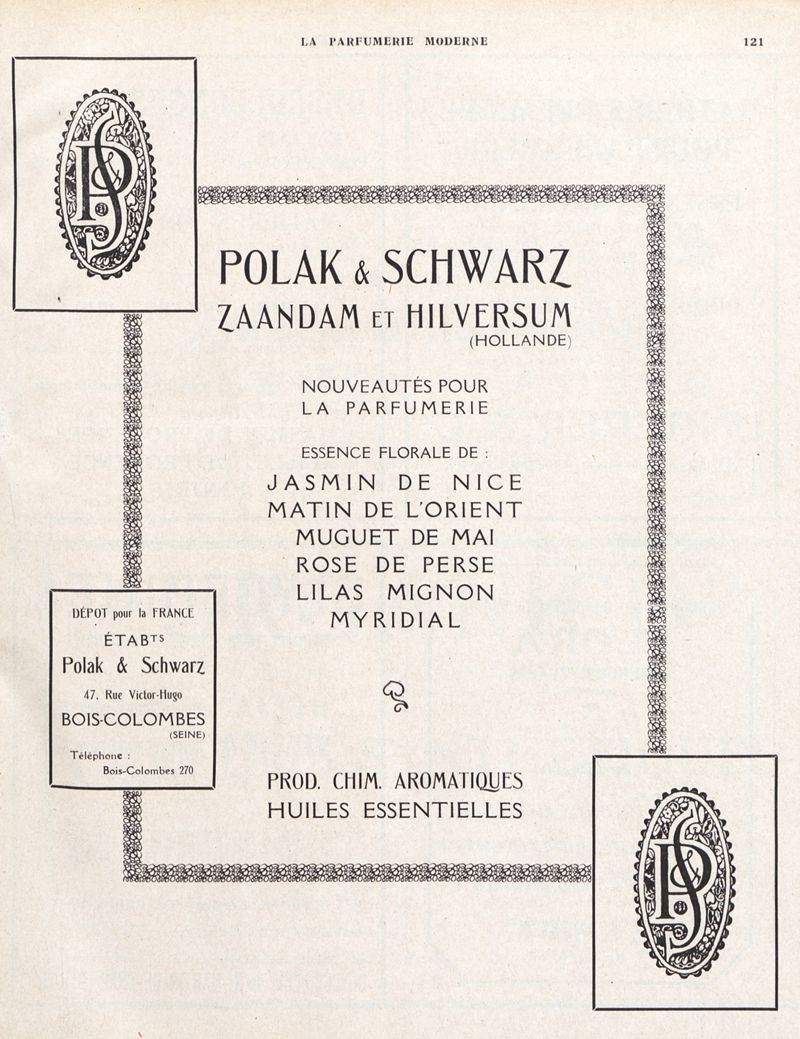 LA PARFUMERIE MODERNE
121
P&S
POLAK & SCHWARZ
ZAANDAM ET HILVERSUM
(HOLLANDE)
NOUVEAUTÉS POUR
LA PARFUMERIE
ESSENCE FLORALE DE :
JASMIN DE NICE
MATIN DE L'ORIENT
MUGUET DE MAI
ROSE DE PERSE
LILAS MIGNON
MYRIDIAL
DÉPOT pour la FRANCE
ÉTABTS
Polak & Schwarz
47, Rue Victor-Hugo
BOIS-COLOMBES
(SEINE)
Téléphone :
Bois-Colombes 270
PROD. CHIM. AROMATIQUES
HUILES ESSENTIELLES
P&S